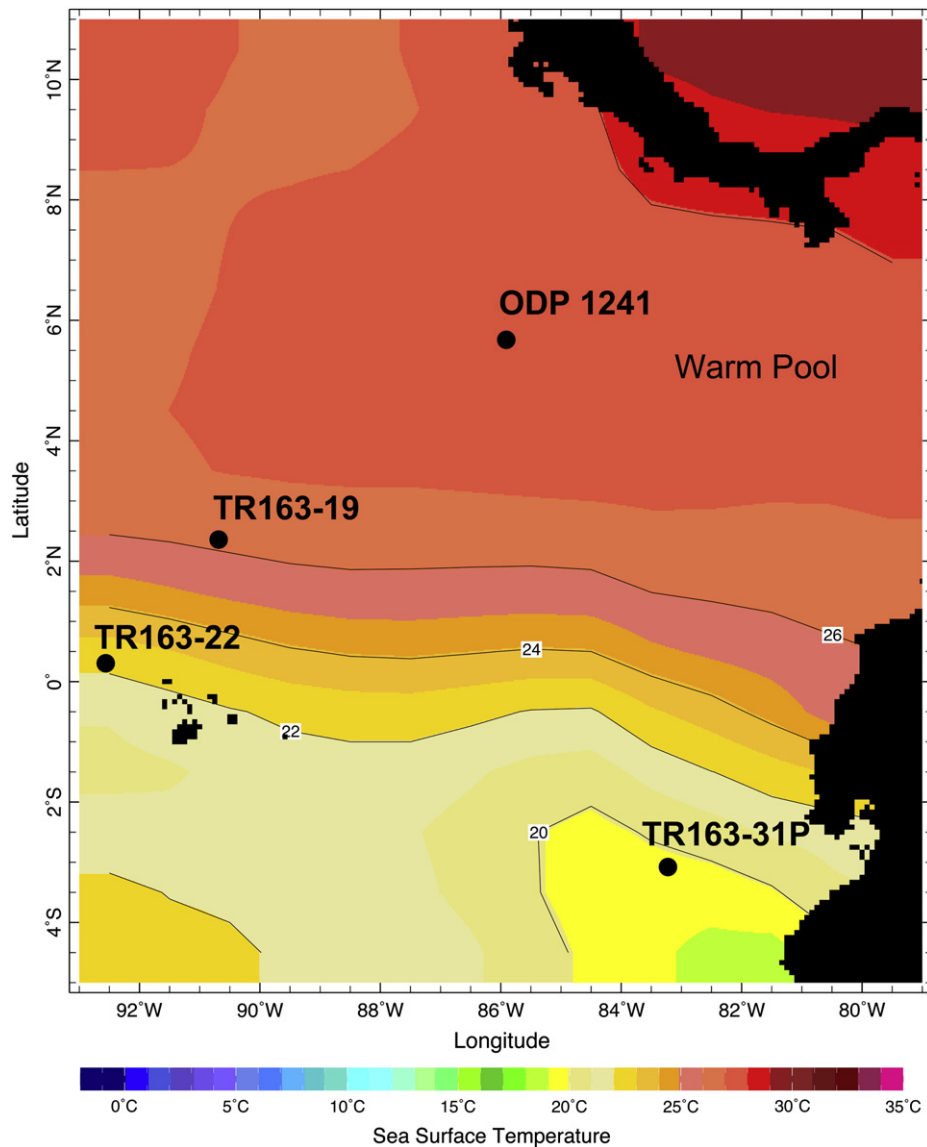 10°N
8°N
6°N
4°N
2°N
0°
2°S
4°S
Latitude
ODP 1241
Warm Pool
TR163-19
26
TR163-22
24
22
20
TR163-31P
92°W 90°W 88°W 86°W 84°W 82°W 80°W
Longitude
0°C 5°C 10°C 15°C 20°C 25°C 30°C 35°C
Sea Surface Temperature